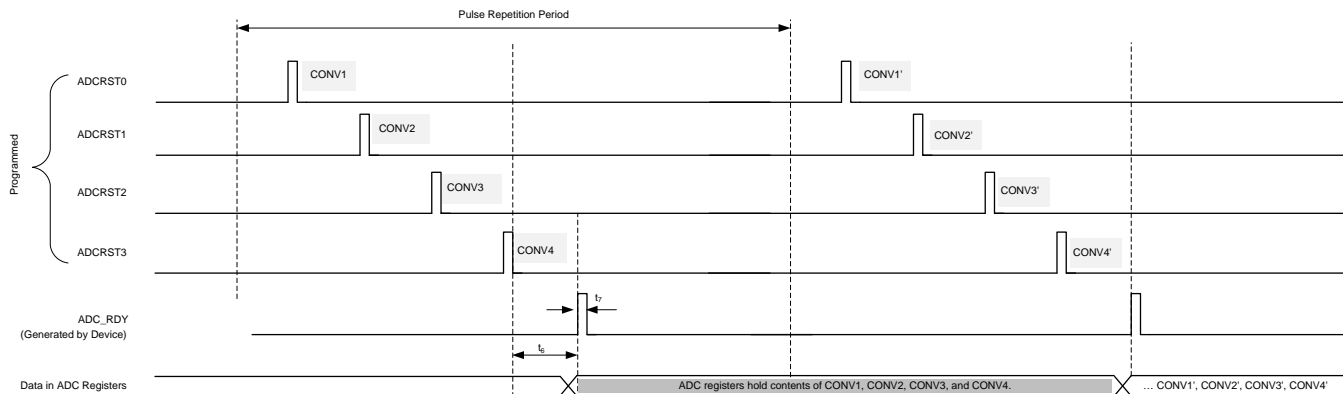 Pulse Repetition Period
Programmed
ADCRST0
CONV1
CONV1'
ADCRST1
CONV2
CONV2'
ADCRST2
CONV3
CONV3'
ADCRST3
CONV4
CONV4'
ADC_RDY
(Generated by Device)
t7
t6
Data in ADC Registers
ADC registers hold contents of CONV1, CONV2, CONV3, and CONV4.
... CONV1', CONV2', CONV3', CONV4'